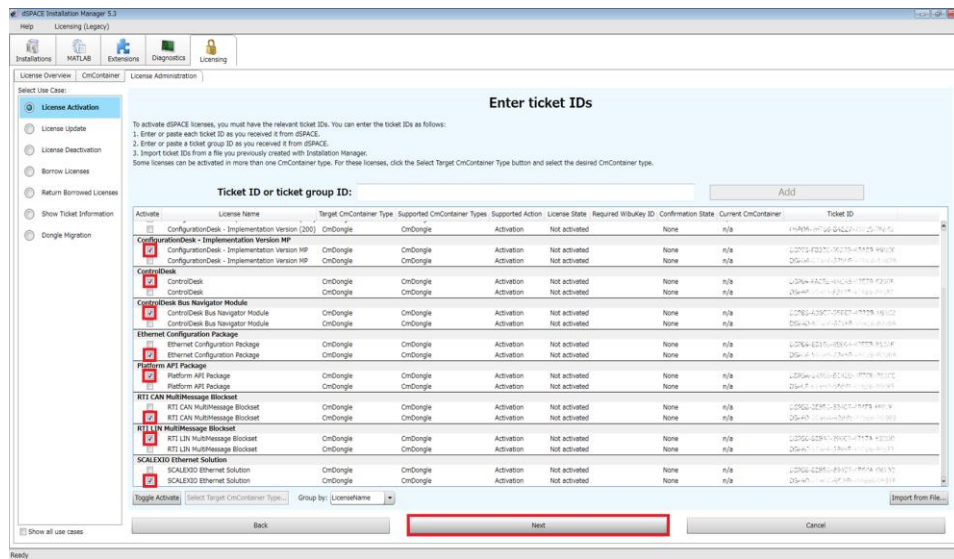 dSPACE Installation Manager 5.3
Help Licensing (Legacy)
Installations MATLAB Extensions Diagnostics Licensing
License Overview CmContainer License Administration
Select Use Case:
License Activation
License Update
License Deactivation
Borrow Licenses
Return Borrowed Licenses
Show Ticket Information
Dongle Migration
Enter ticket IDs
To activate dSPACE licenses, you must have the relevant ticket IDs. You can enter the ticket IDs as follows:
1. Enter or paste each ticket ID as you received it from dSPACE.
2. Enter or paste a ticket group ID as you received it from dSPACE.
3. Import ticket IDs from a file you previously created with Installation Manager.
Some licenses can be activated in more than one CmContainer type. For these licenses, click the Select Target CmContainer Type button and select the desired CmContainer type.
Ticket ID or ticket group ID: Add
Activate License Name Target CmContainer Type Supported CmContainer Types Supported Action License State Required WibuKey ID Confirmation State Current CmContainer Ticket ID
ConfigurationDesk - Implementation Version (200) CmDongle CmDongle Activation Not activated None n/a
ConfigurationDesk - Implementation Version MP
ConfigurationDesk - Implementation Version MP CmDongle CmDongle Activation Not activated None n/a
ConfigurationDesk - Implementation Version MP CmDongle CmDongle Activation Not activated None n/a
ControlDesk
ControlDesk CmDongle CmDongle Activation Not activated None n/a
ControlDesk CmDongle CmDongle Activation Not activated None n/a
ControlDesk Bus Navigator Module
ControlDesk Bus Navigator Module CmDongle CmDongle Activation Not activated None n/a
ControlDesk Bus Navigator Module CmDongle CmDongle Activation Not activated None n/a
Ethernet Configuration Package
Ethernet Configuration Package CmDongle CmDongle Activation Not activated None n/a
Ethernet Configuration Package CmDongle CmDongle Activation Not activated None n/a
Platform API Package
Platform API Package CmDongle CmDongle Activation Not activated None n/a
Platform API Package CmDongle CmDongle Activation Not activated None n/a
RTI CAN MultiMessage Blockset
RTI CAN MultiMessage Blockset CmDongle CmDongle Activation Not activated None n/a
RTI CAN MultiMessage Blockset CmDongle CmDongle Activation Not activated None n/a
RTI LIN MultiMessage Blockset
RTI LIN MultiMessage Blockset CmDongle CmDongle Activation Not activated None n/a
RTI LIN MultiMessage Blockset CmDongle CmDongle Activation Not activated None n/a
SCALEXIO Ethernet Solution
SCALEXIO Ethernet Solution CmDongle CmDongle Activation Not activated None n/a
SCALEXIO Ethernet Solution CmDongle CmDongle Activation Not activated None n/a
Toggle Activate Select Target CmContainer Type... Group by: LicenseName Import from File...
Show all use cases Back Next Cancel
Ready